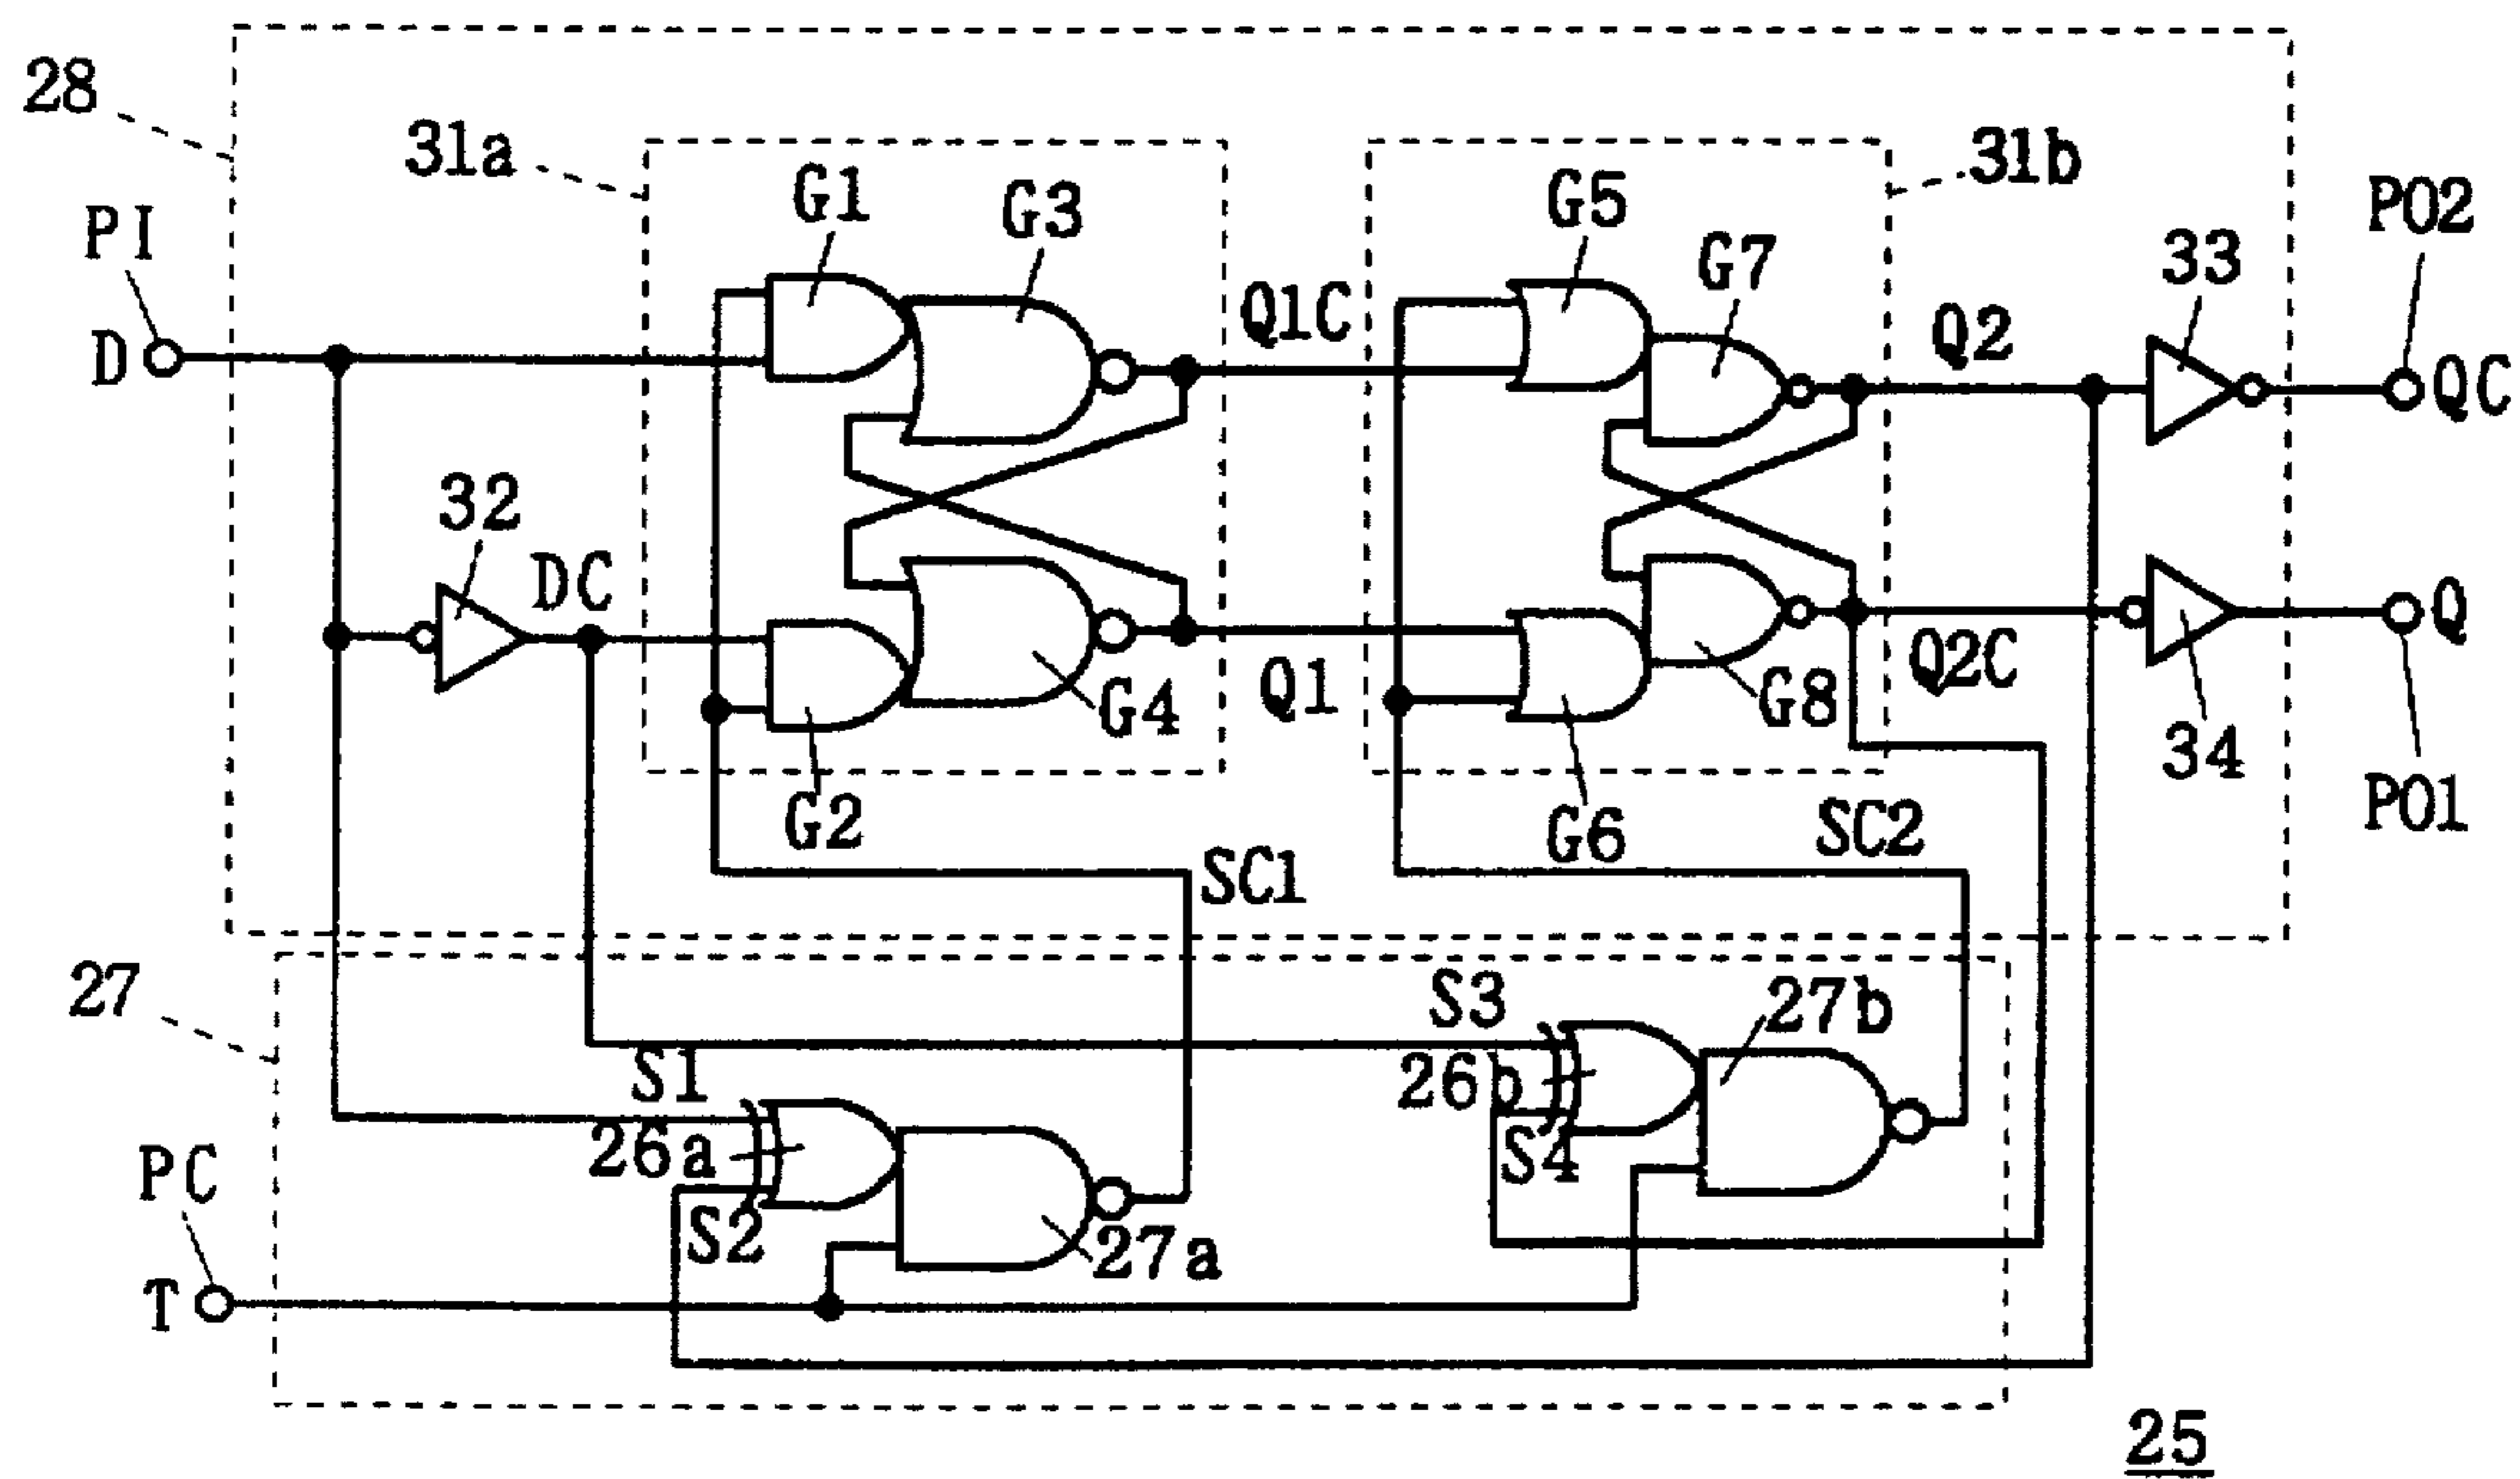 28
31a
G1
G3
G5
31b
PI
G7
PO2
33
Q1C
Q2
D
QC
32
DC
Q
Q1
G4
G8
Q2C
34
G2
G6
SC2
PO1
SC1
27
S3
27b
S1
26b
26a
S4
PC
S2
27a
T
25